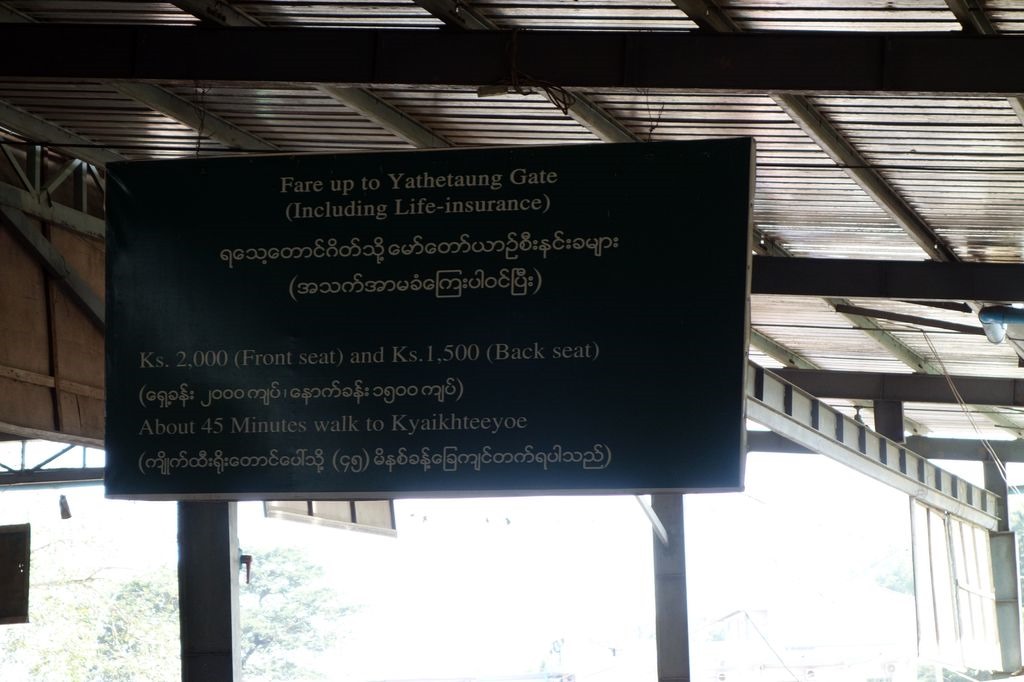 Fare up to Yathetaung Gate
(Including Life-insurance)
ရသေ့တောင်ဂိတ်သို့ မော်တော်ယာဉ်စီးနင်းခများ
(အသက်အာမခံကြေးပါဝင်ပြီး)
Ks. 2,000 (Front seat) and Ks.1,500 (Back seat)
(ရှေ့ခန်း ၂၀၀၀ ကျပ်၊ နောက်ခန်း ၁၅၀၀ ကျပ်)
About 45 Minutes walk to Kyaikhteeyoe
(ကျိုက်ထီးရိုးတောင်ပေါ်သို့ (၄၅) မိနစ်ခန့်ခြေကျင်တက်ရပါသည်)